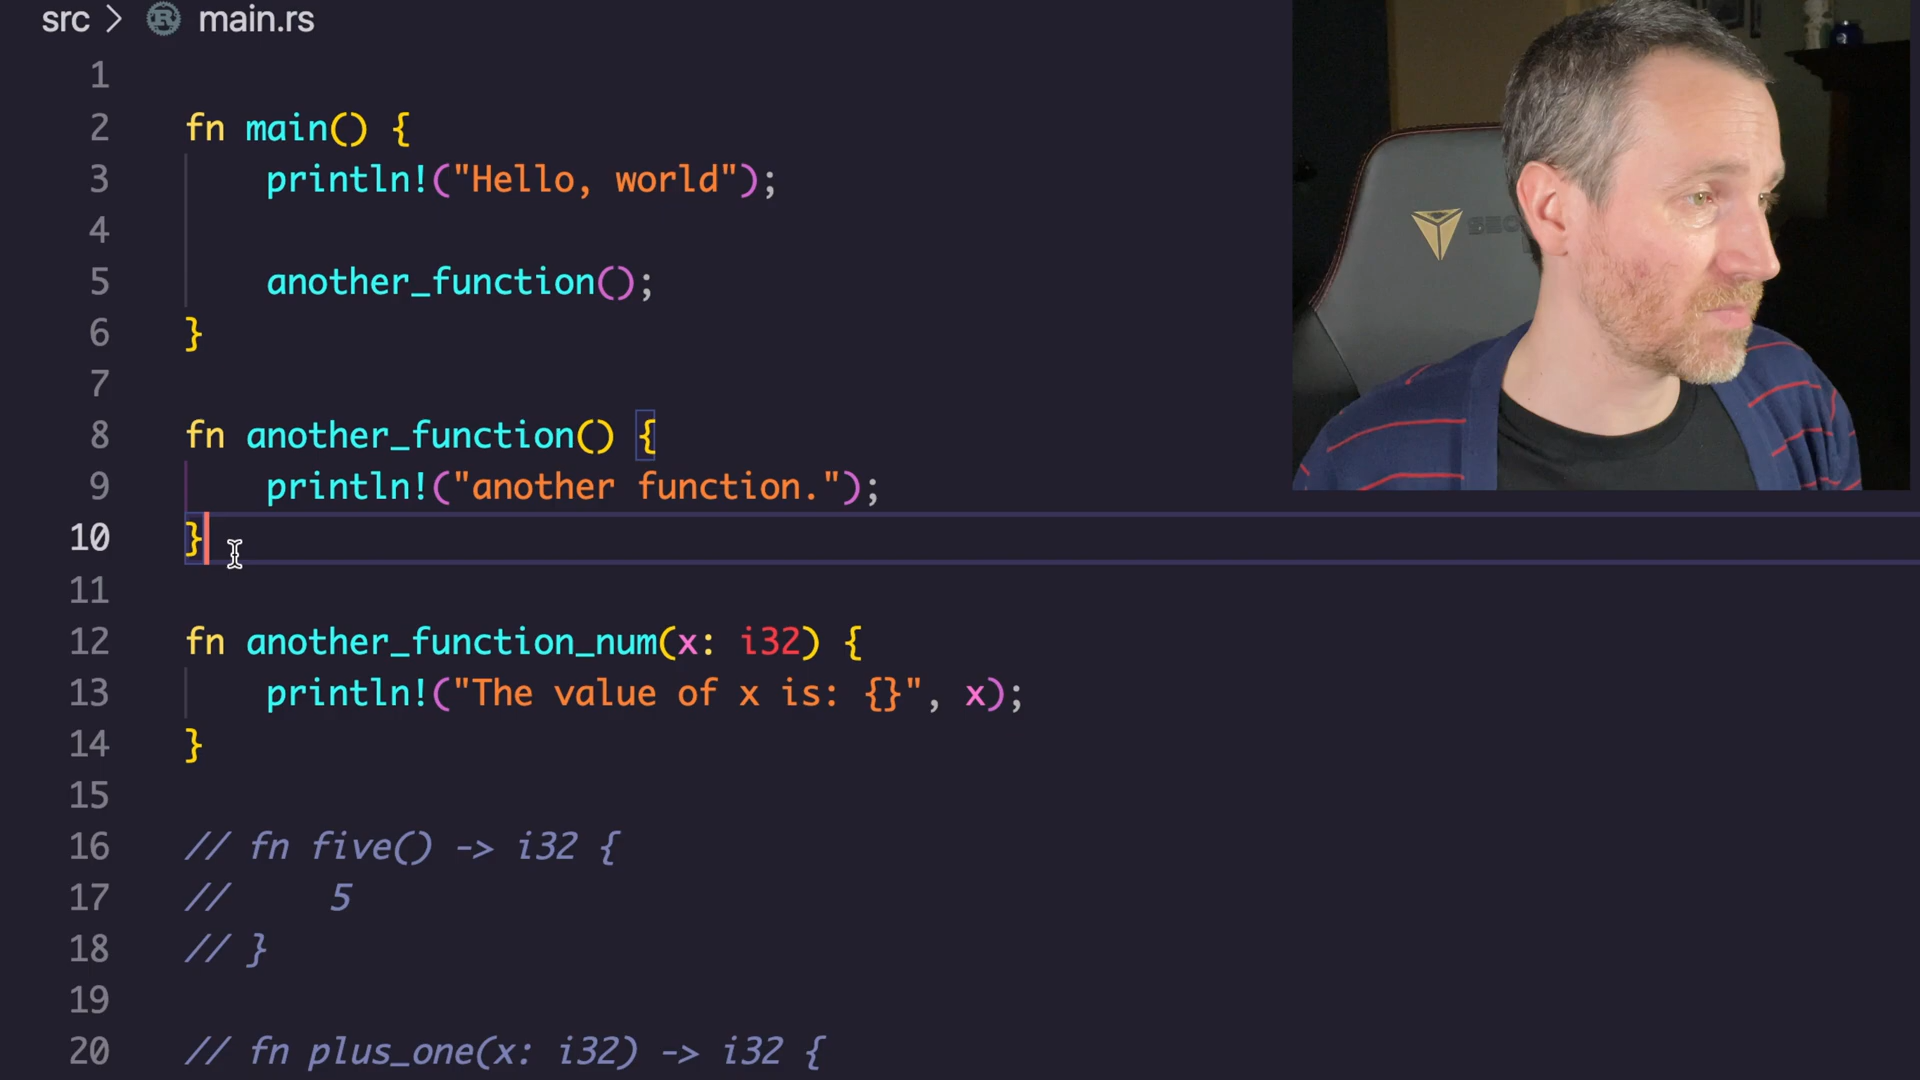 src > main.rs
1
2 fn main() {
3 println!("Hello, world");
4
5 another_function();
6 }
7
8 fn another_function() {
9 println!("another function.");
10 }
11
12 fn another_function_num(x: i32) {
13 println!("The value of x is: {}", x);
14 }
15
16 // fn five() -> i32 {
17 // 5
18 // }
19
20 // fn plus_one(x: i32) -> i32 {